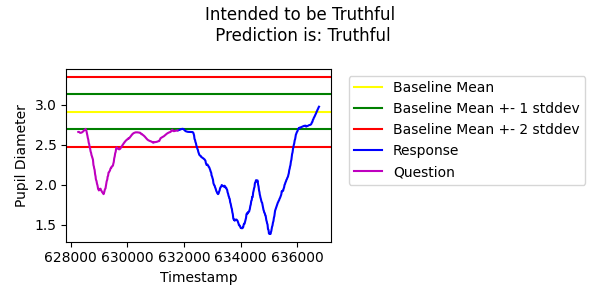 Intended to be Truthful
Prediction is: Truthful
Pupil Diameter
3.0
2.5
2.0
1.5
628000 630000 632000 634000 636000
Timestamp
Baseline Mean
Baseline Mean +- 1 stddev
Baseline Mean +- 2 stddev
Response
Question